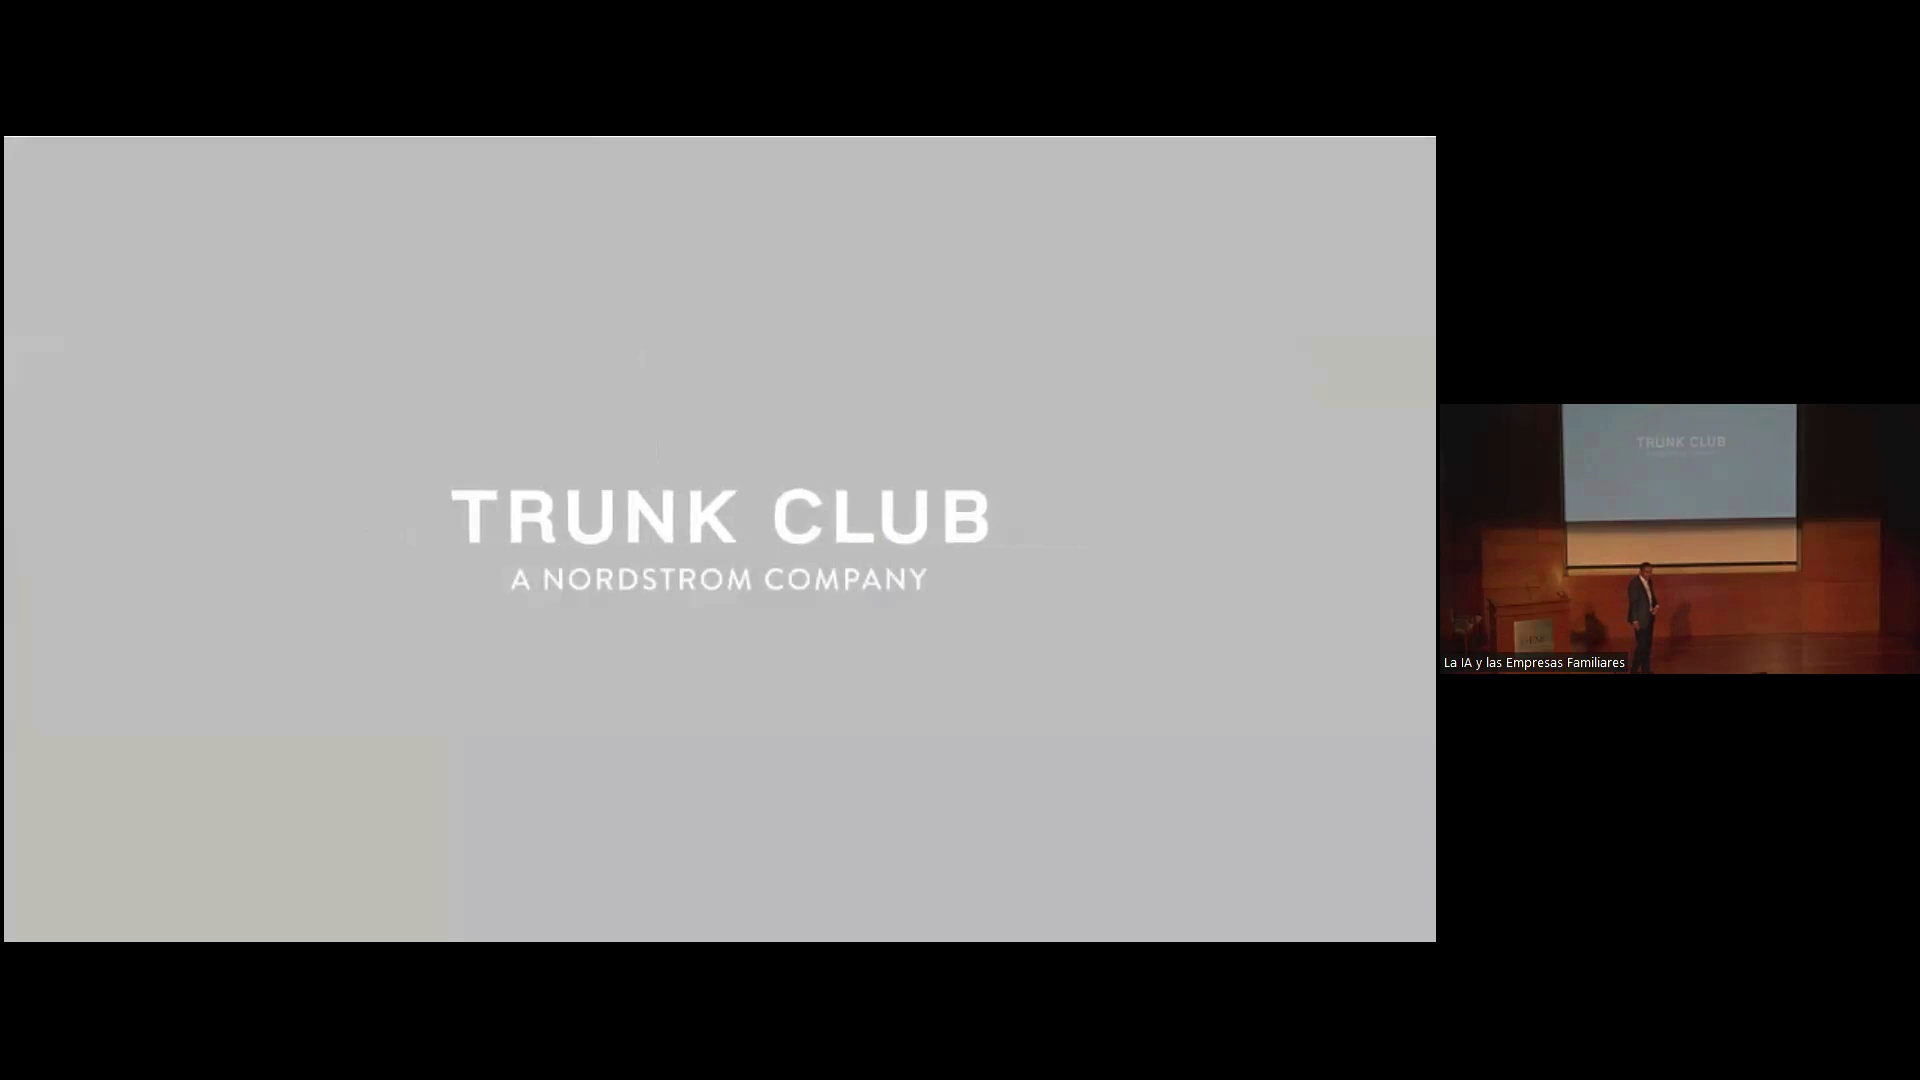 TRUNK CLUB
A NORDSTROM COMPANY
TRUNK CLUB
La IA y las Empresas Familiares